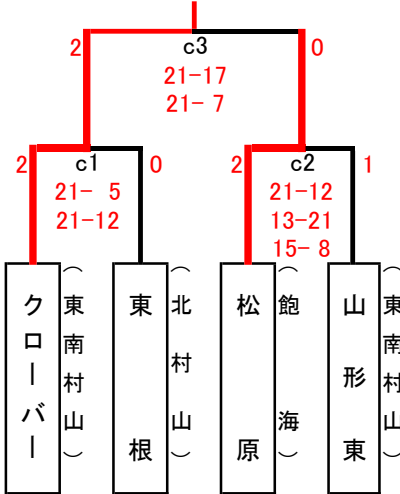 2 c3 0
21-17
21- 7
2 c1 0
21- 5
21-12
2 c2 1
21-12
13-21
15- 8
クローバー
（東南村山）
東根
（北村山）
松原
（飽海）
山形東
（東南村山）